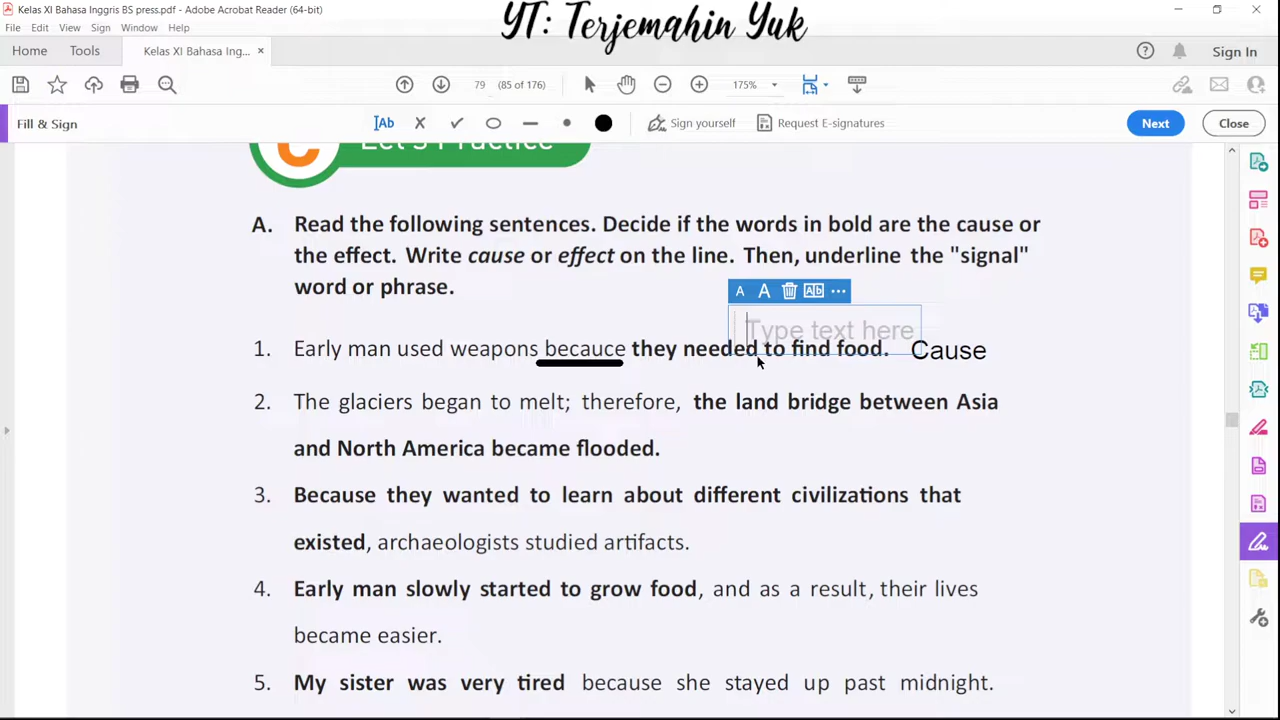 Kelas XI Bahasa Inggris BS press.pdf - Adobe Acrobat Reader (64-bit)
YT: Terjemahin Yuk
File Edit View Sign Window Help
Home Tools Kelas XI Bahasa Ing... × Sign In
79 (85 of 176) 175%
Fill & Sign Ab Sign yourself Request E-signatures Next Close
C Let's Practice
A. Read the following sentences. Decide if the words in bold are the cause or
the effect. Write cause or effect on the line. Then, underline the "signal"
word or phrase.
A A Ab ...
Type text here
1. Early man used weapons becauce they needed to find food. Cause
2. The glaciers began to melt; therefore, the land bridge between Asia
and North America became flooded.
3. Because they wanted to learn about different civilizations that
existed, archaeologists studied artifacts.
4. Early man slowly started to grow food, and as a result, their lives
became easier.
5. My sister was very tired because she stayed up past midnight.